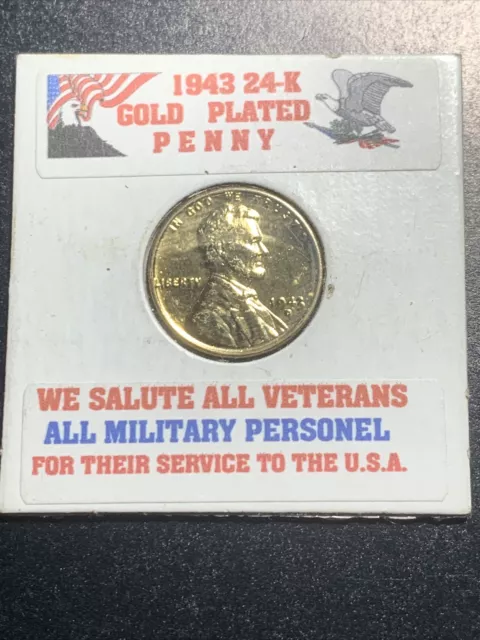 1943 24-K
GOLD PLATED
PENNY
IN GOD WE TRUST
LIBERTY
1943
D
WE SALUTE ALL VETERANS
ALL MILITARY PERSONEL
FOR THEIR SERVICE TO THE U.S.A.